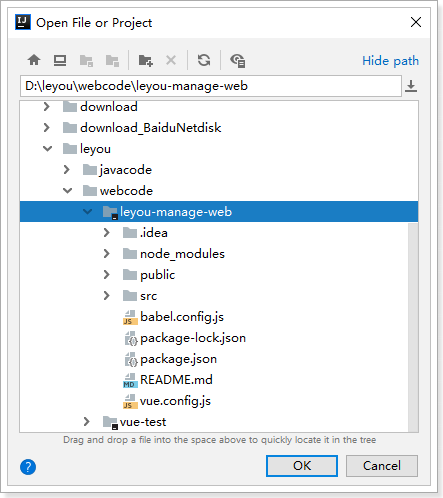 Open File or Project
Hide path
D:\leyou\webcode\leyou-manage-web
download
download_BaiduNetdisk
leyou
javacode
webcode
leyou-manage-web
.idea
node_modules
public
src
babel.config.js
package-lock.json
package.json
README.md
vue.config.js
vue-test
Drag and drop a file into the space above to quickly locate it in the tree
?
OK
Cancel